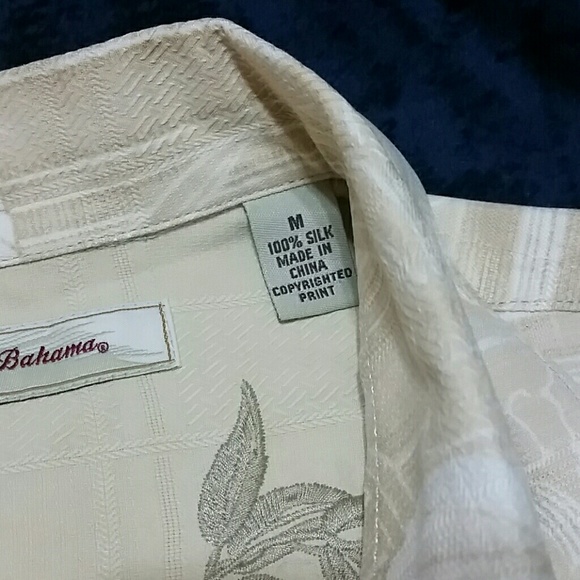 M
100% SILK
MADE IN
CHINA
COPYRIGHTED
PRINT
Bahama®